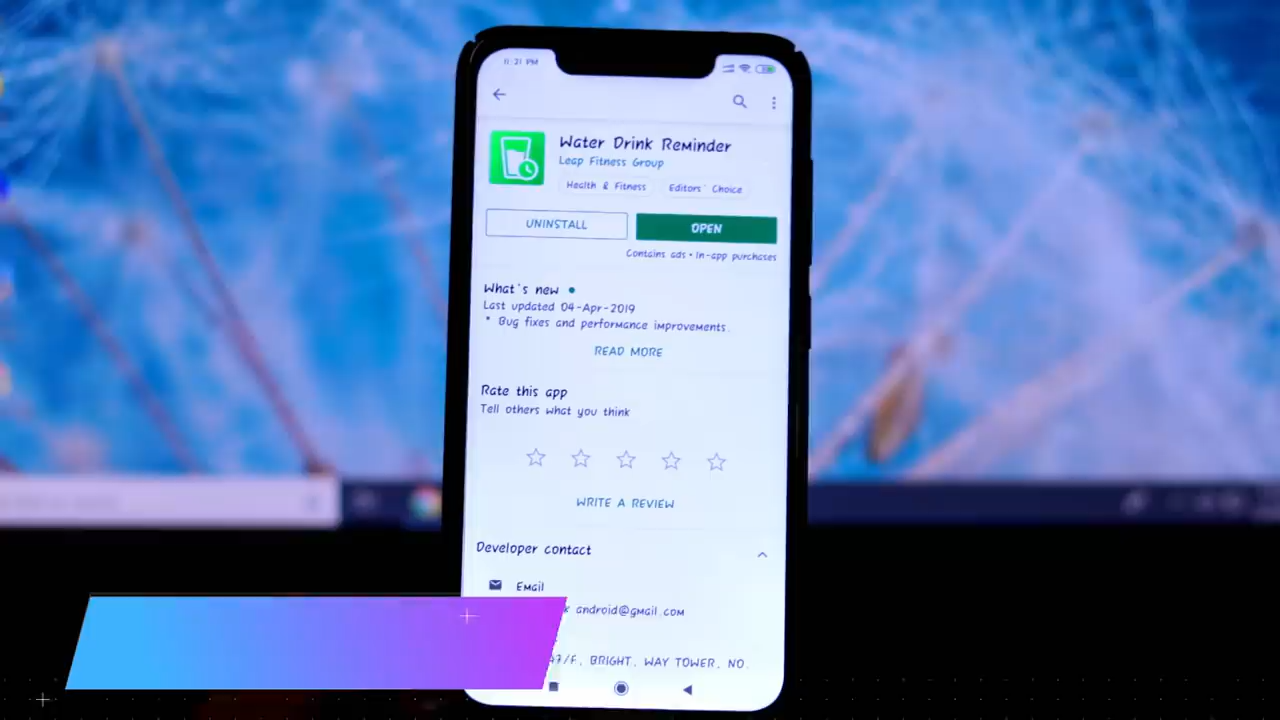 11:21 PM
Water Drink Reminder
Leap Fitness Group
Health & Fitness
Editors' Choice
UNINSTALL
OPEN
Contains ads • In-app purchases
What's new
Last updated 04-Apr-2019
* Bug fixes and performance improvements.
READ MORE
Rate this app
Tell others what you think
WRITE A REVIEW
Developer contact
Email
android@gmail.com
BRIGHT, WAY TOWER, NO.